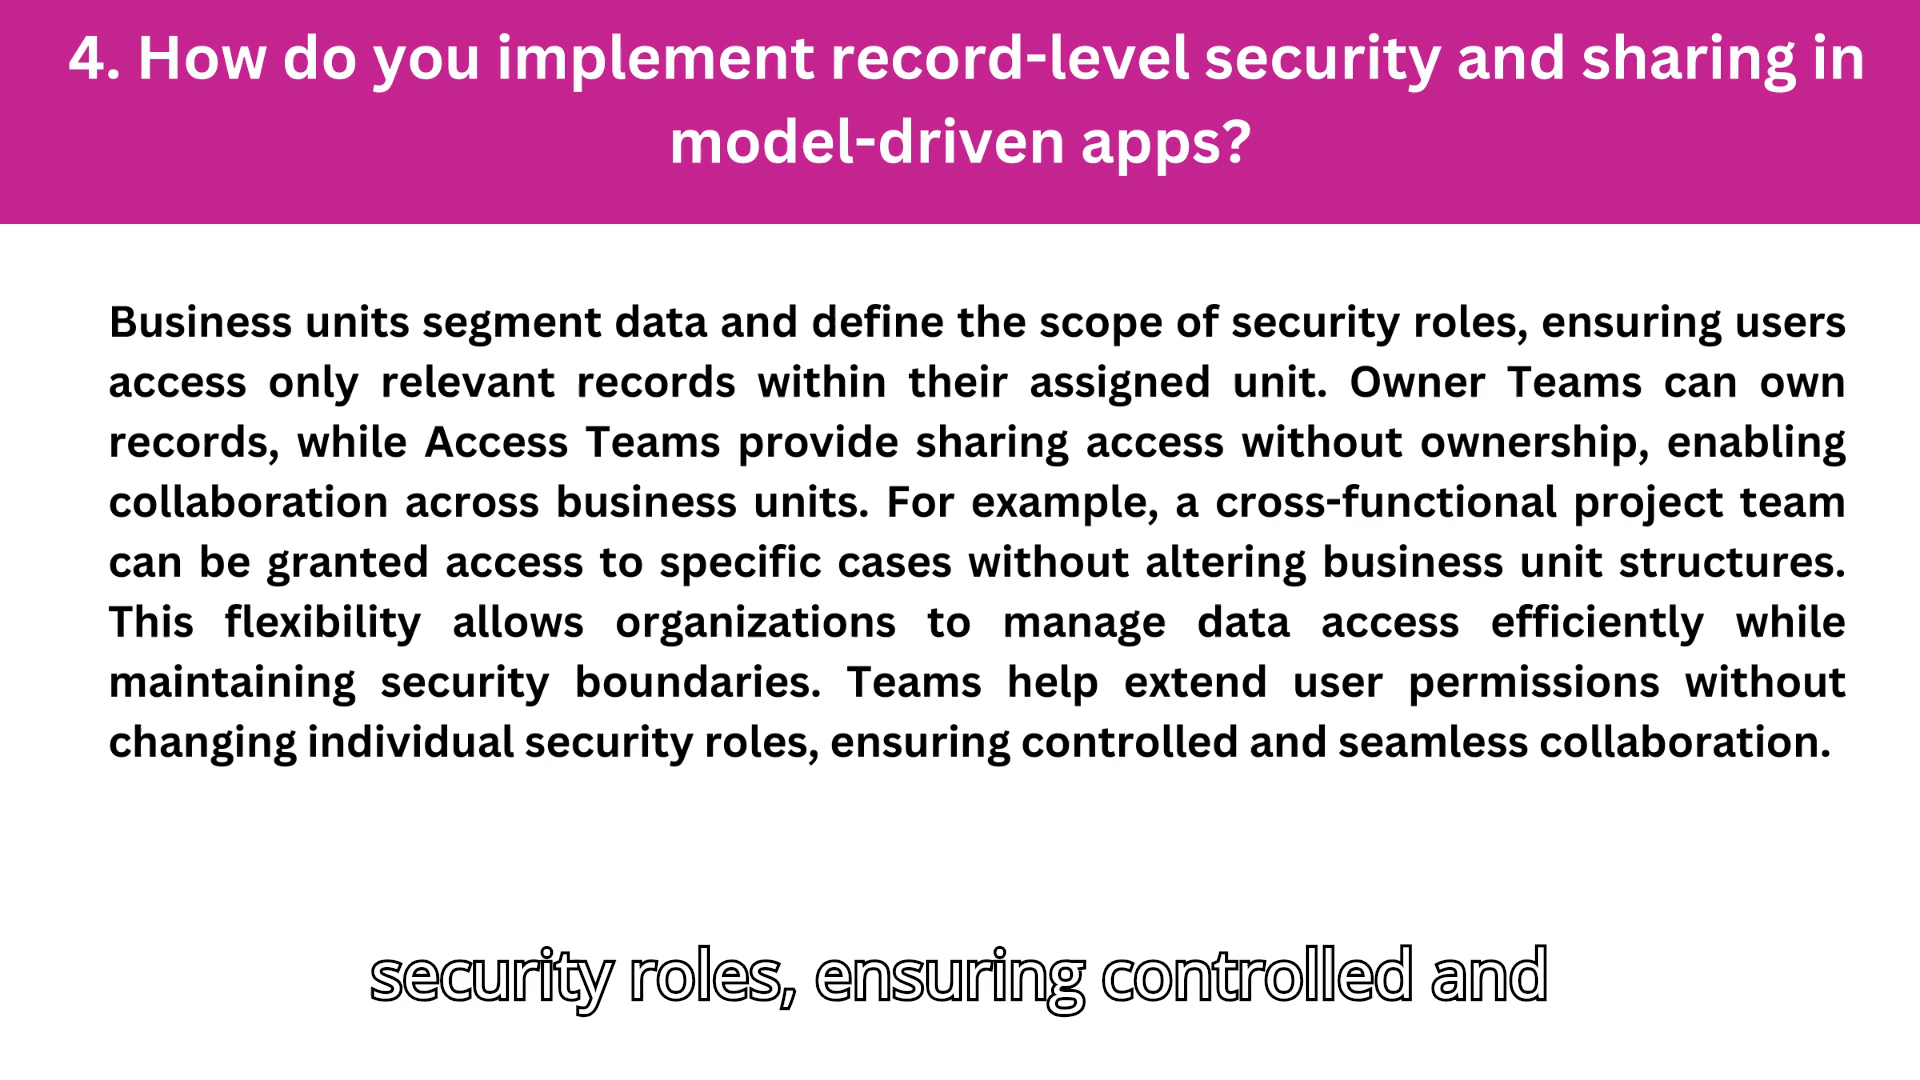 4. How do you implement record-level security and sharing in
model-driven apps?
Business units segment data and define the scope of security roles, ensuring users
access only relevant records within their assigned unit. Owner Teams can own
records, while Access Teams provide sharing access without ownership, enabling
collaboration across business units. For example, a cross-functional project team
can be granted access to specific cases without altering business unit structures.
This flexibility allows organizations to manage data access efficiently while
maintaining security boundaries. Teams help extend user permissions without
changing individual security roles, ensuring controlled and seamless collaboration.
security roles, ensuring controlled and